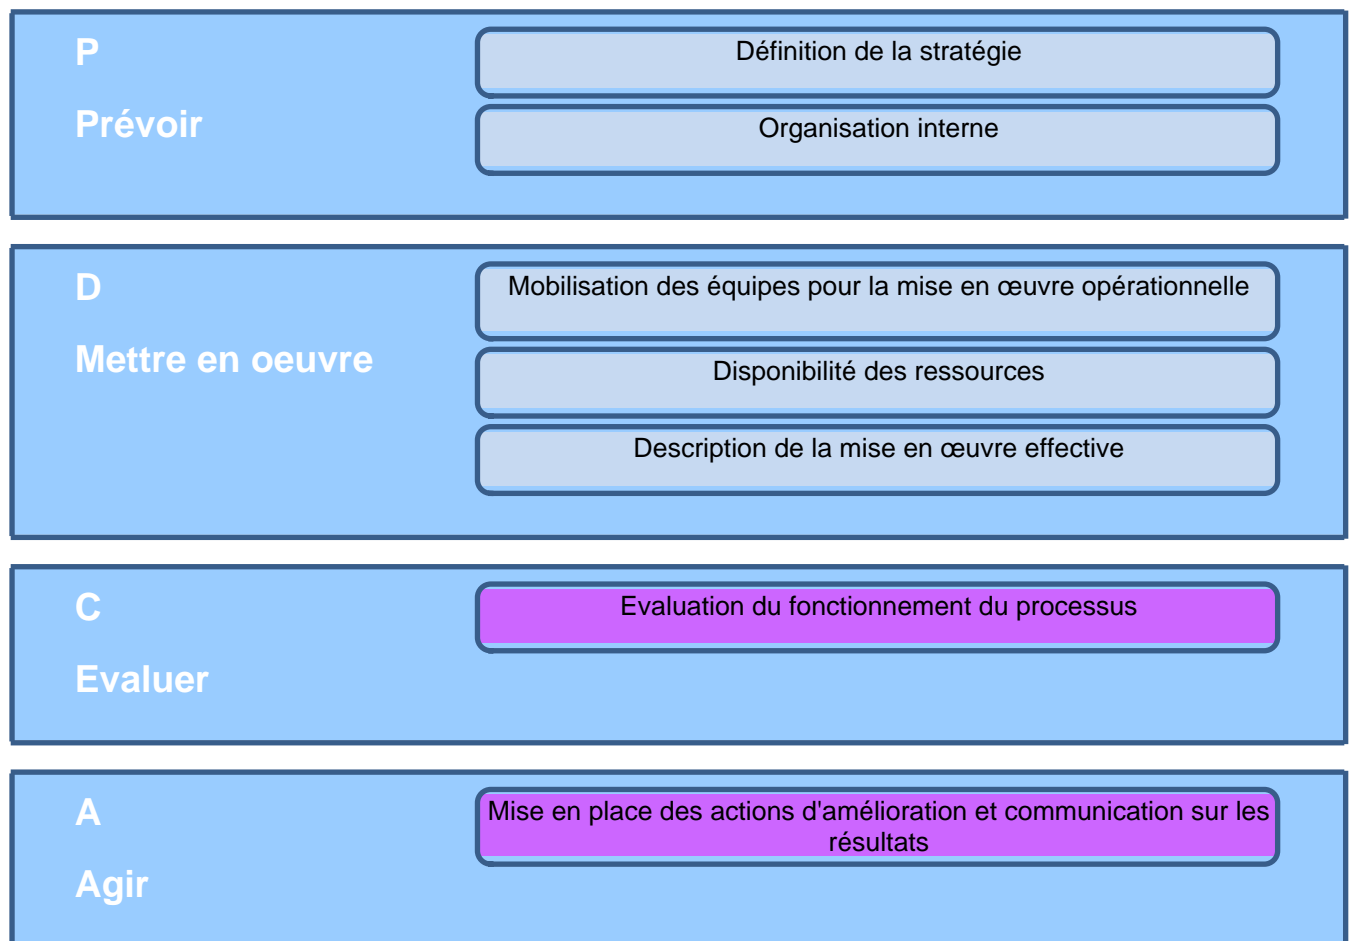 P
Définition de la stratégie
Prévoir
Organisation interne
D
Mobilisation des équipes pour la mise en œuvre opérationnelle
Mettre en oeuvre
Disponibilité des ressources
Description de la mise en œuvre effective
C
Evaluation du fonctionnement du processus
Evaluer
A
Mise en place des actions d'amélioration et communication sur les
résultats
Agir